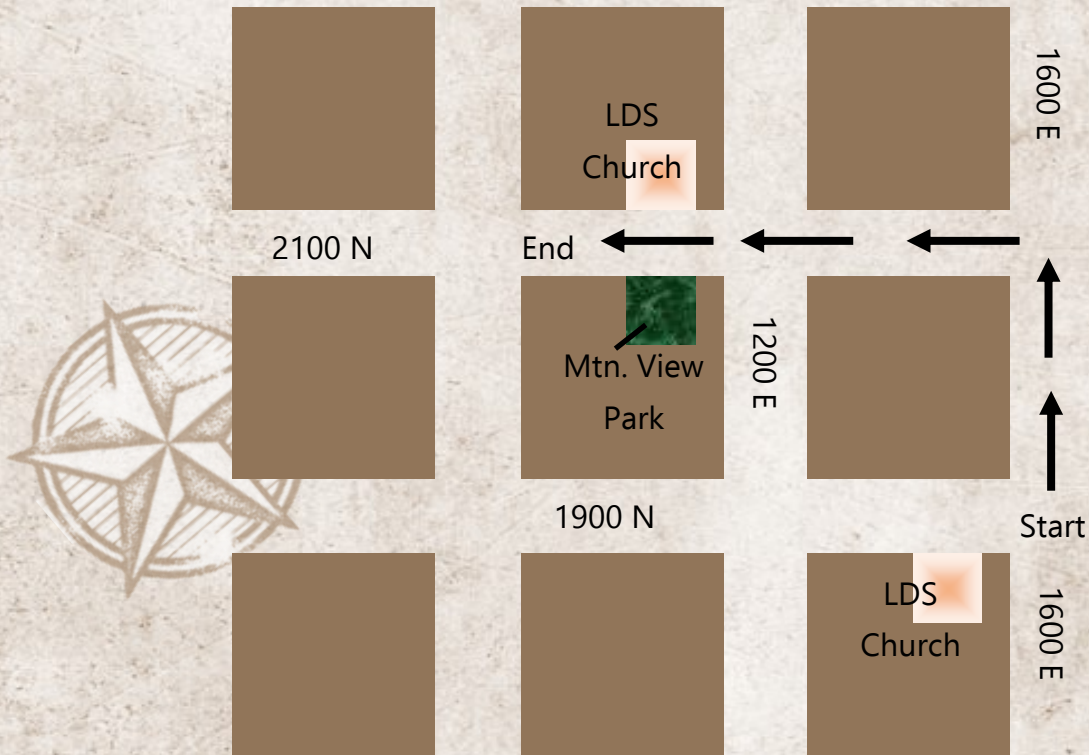 1600 E
LDS
Church
2100 N
End
1200 E
Mtn. View
Park
1900 N
Start
LDS
Church
1600 E